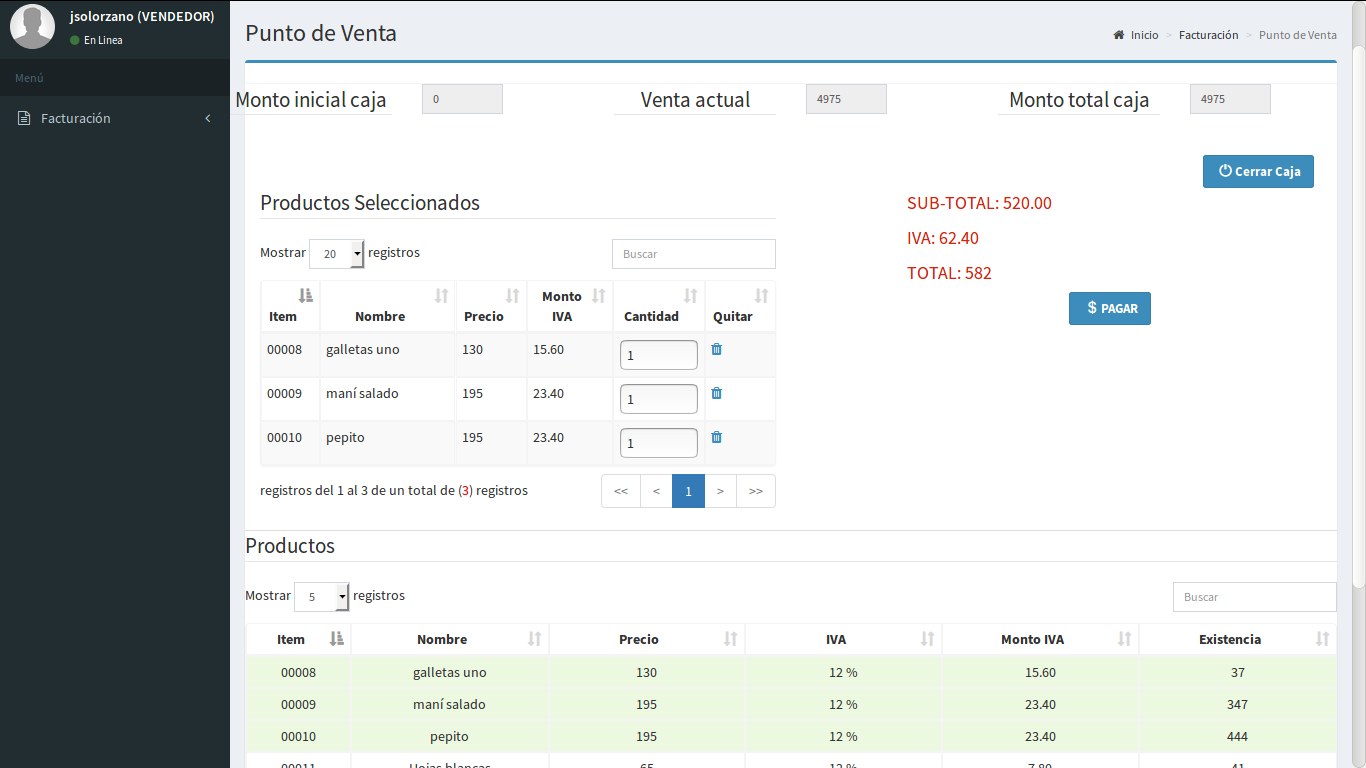 jsolorzano (VENDEDOR)
En Linea
Menú
Facturación
Punto de Venta
Inicio > Facturación > Punto de Venta
Monto inicial caja 0 Venta actual 4975 Monto total caja 4975
Cerrar Caja
Productos Seleccionados
SUB-TOTAL: 520.00
IVA: 62.40
TOTAL: 582
$ PAGAR
Mostrar 20 registros Buscar
Item Nombre Precio Monto IVA Cantidad Quitar
00008 galletas uno 130 15.60 1
00009 maní salado 195 23.40 1
00010 pepito 195 23.40 1
registros del 1 al 3 de un total de (3) registros << < 1 > >>
Productos
Mostrar 5 registros Buscar
Item Nombre Precio IVA Monto IVA Existencia
00008 galletas uno 130 12 % 15.60 37
00009 maní salado 195 12 % 23.40 347
00010 pepito 195 12 % 23.40 444
00011 Hojas blancas 65 12 % 7.80 41